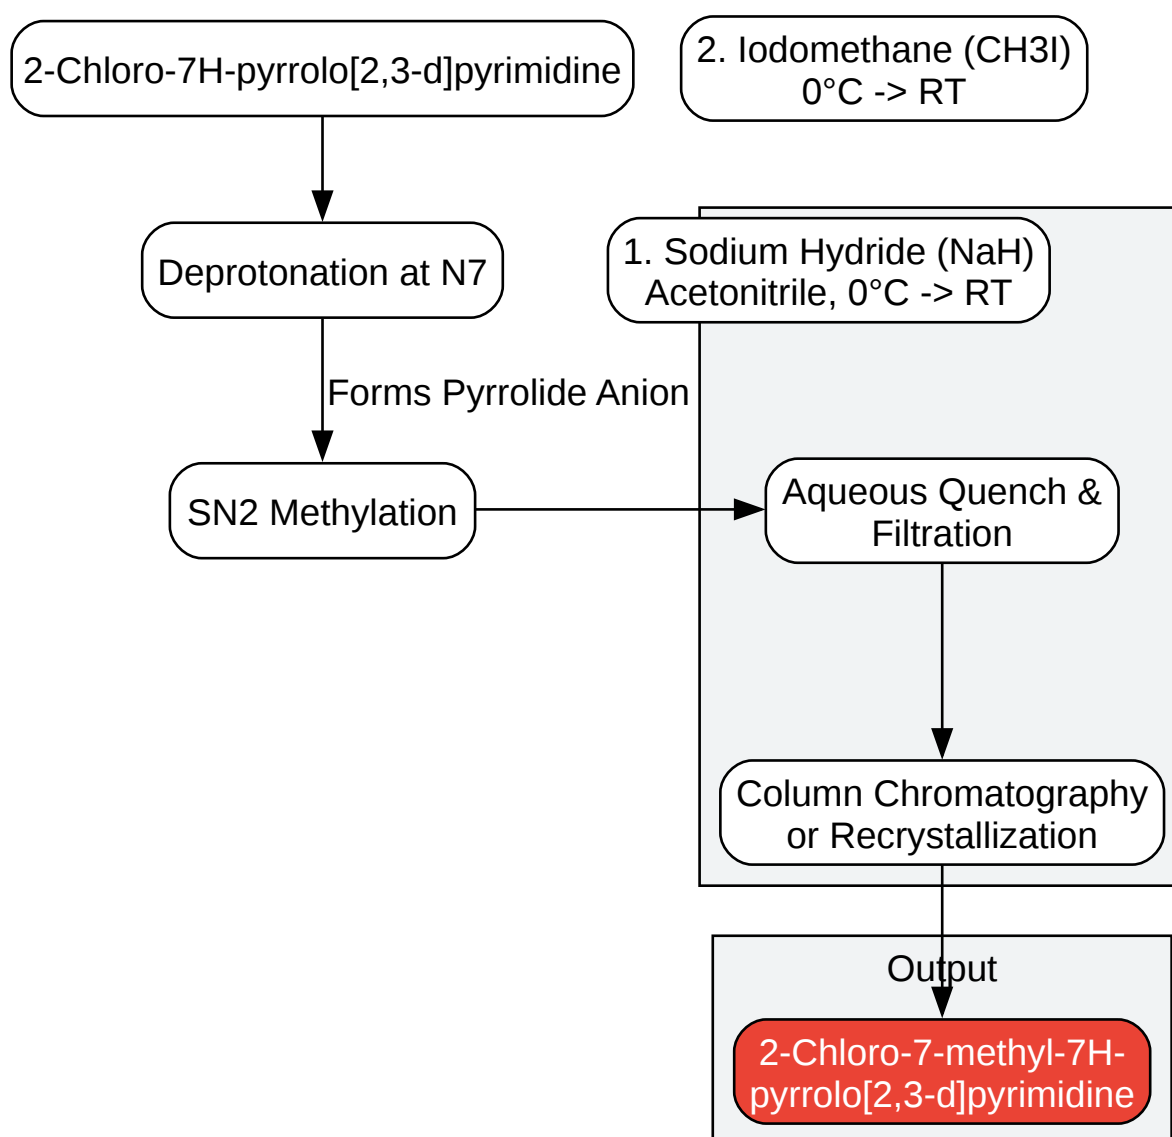 2-Chloro-7H-pyrrolo[2,3-d]pyrimidine
2. Iodomethane (CH3I)
0°C -> RT
Deprotonation at N7
1. Sodium Hydride (NaH)
Acetonitrile, 0°C -> RT
Forms Pyrrolide Anion
SN2 Methylation
Aqueous Quench &
Filtration
Column Chromatography
or Recrystallization
Output
2-Chloro-7-methyl-7H-
pyrrolo[2,3-d]pyrimidine